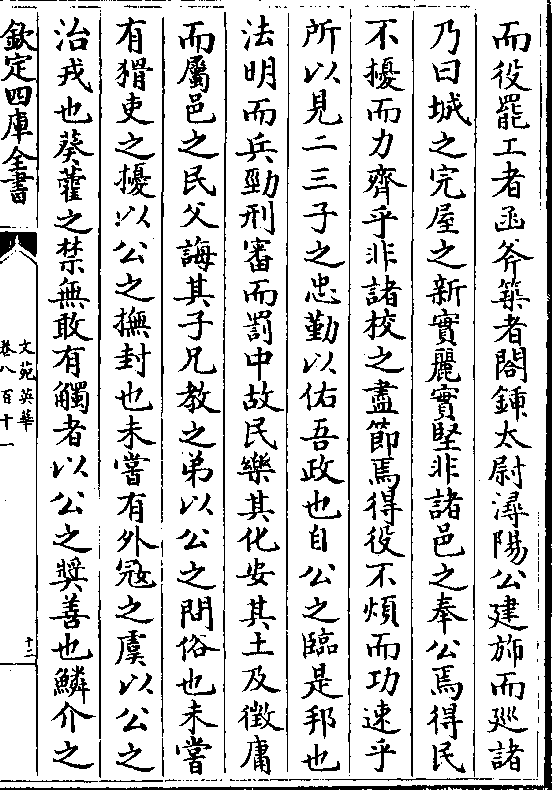 而役罷工者函斧築者閣鍾太尉潯陽公建斾而廵諸
乃曰城之完屋之新實麗實堅非諸邑之奉公焉得民
不擾而力齊乎非諸校之盡節焉得役不煩而功速乎
所以見二三子之忠勤以佑吾政也自公之臨是邦也
法明而兵勁刑審而罰中故民樂其化安其土及徵庸
而屬邑之民父誨其子兄教之弟以公之問俗也未嘗
有猾吏之擾以公之撫封也未嘗有外冦之虞以公之
治戎也葵藿之禁無敢有觸者以公之奬善也鱗介之
欽定四庫全書
文苑英華
卷八百十一
十二